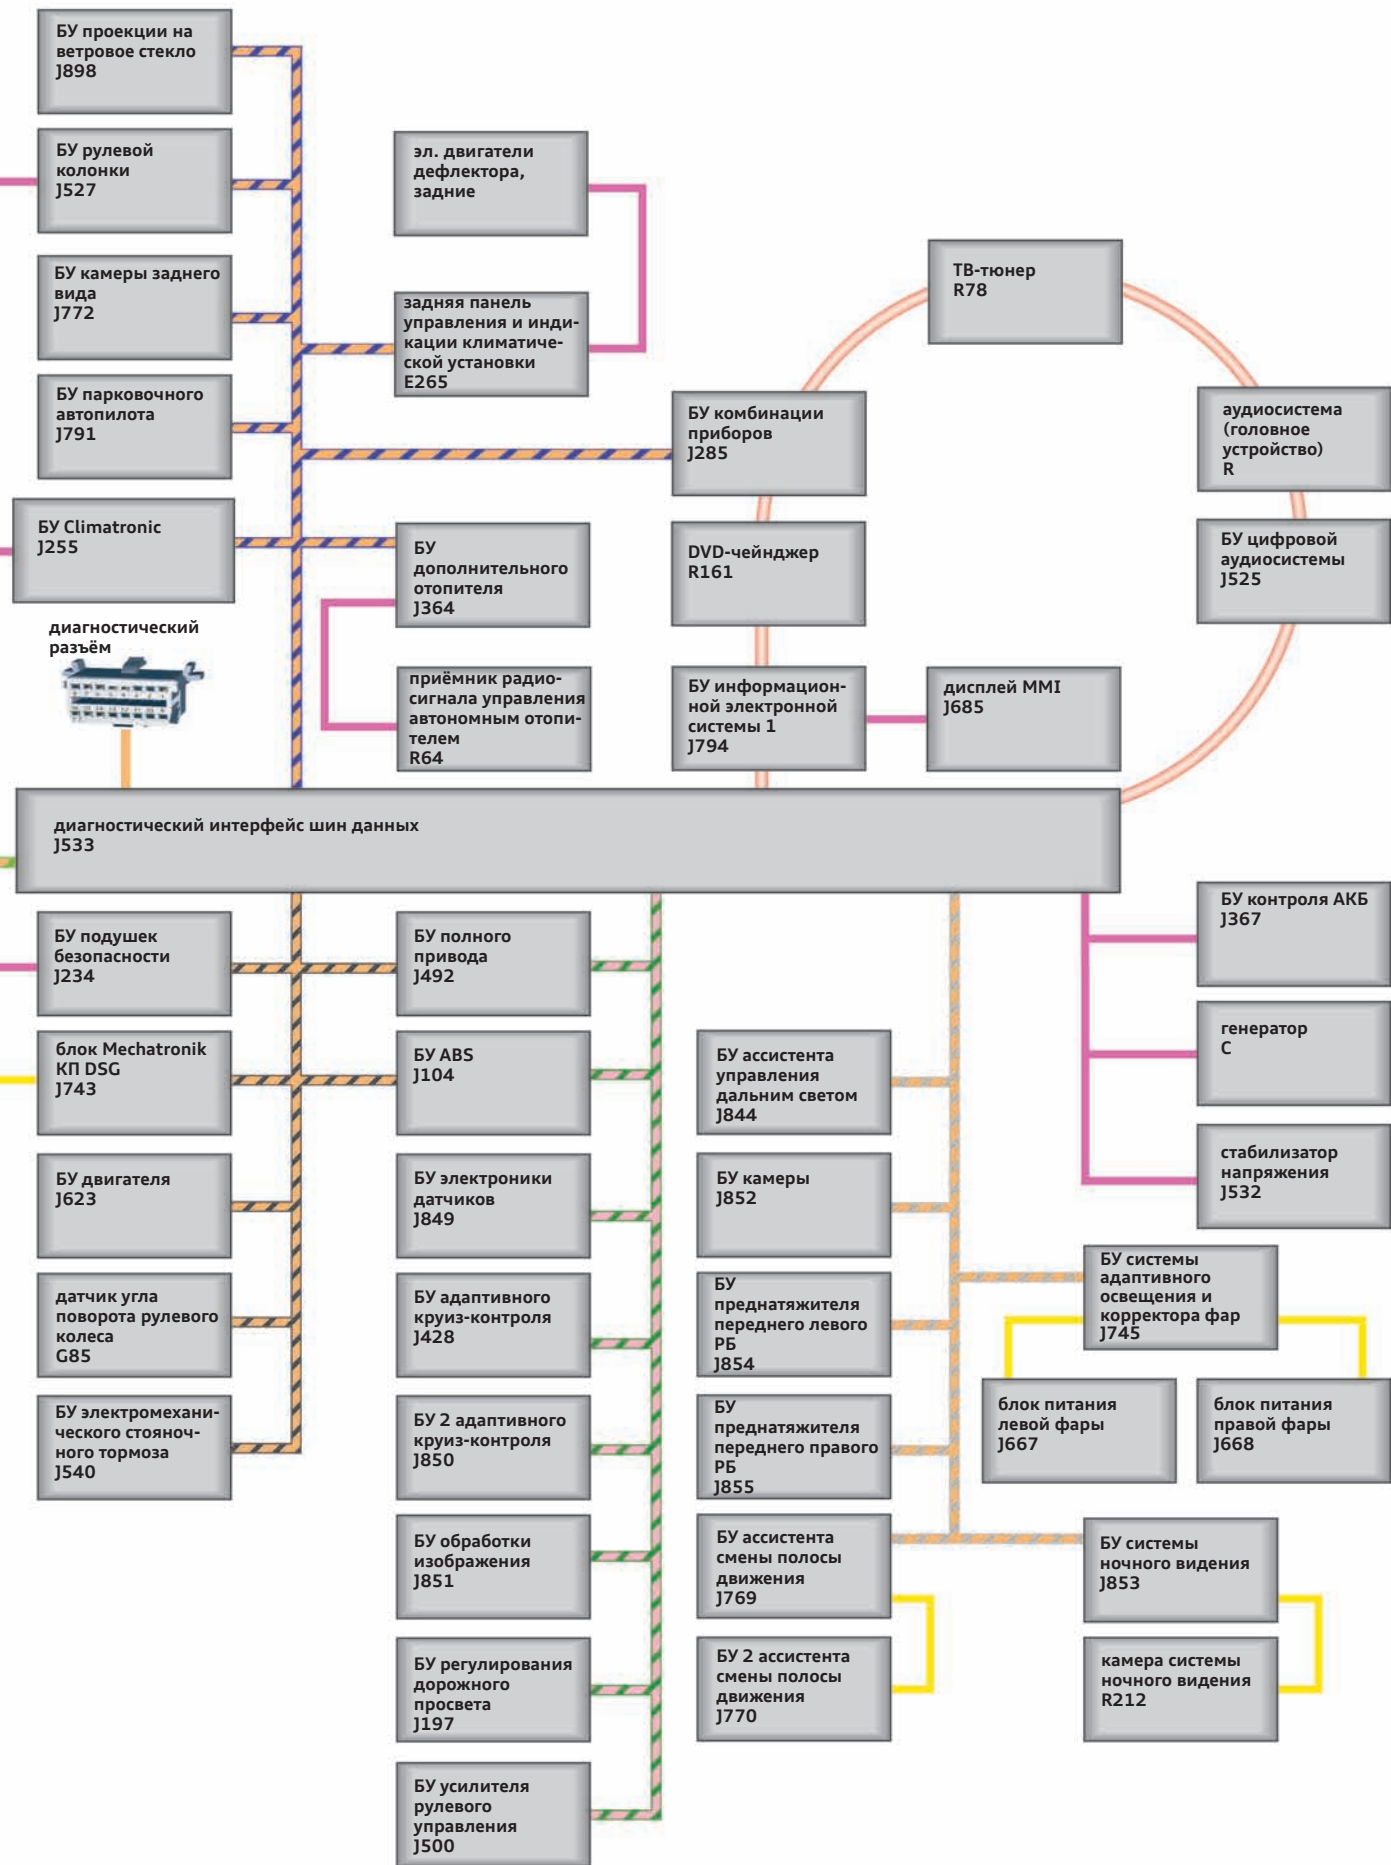 БУ проекции на
ветровое стекло
J898
БУ рулевой
колонки
J527
БУ камеры заднего
вида
J772
БУ парковочного
автопилота
J791
БУ Climatronic
J255
диагностический
разъём
эл. двигатели
дефлектора,
задние
задняя панель
управления и инди-
кации климатиче-
ской установки
E265
БУ
дополнительного
отопителя
J364
приёмник радио-
сигнала управления
автономным отопи-
телем
R64
ТВ-тюнер
R78
БУ комбинации
приборов
J285
аудиосистема
(головное
устройство)
R
DVD-чейнджер
R161
БУ цифровой
аудиосистемы
J525
БУ информацион-
ной электронной
системы 1
J794
дисплей MMI
J685
диагностический интерфейс шин данных
J533
БУ подушек
безопасности
J234
блок Mechatronik
КП DSG
J743
БУ двигателя
J623
датчик угла
поворота рулевого
колеса
G85
БУ электромехани-
ческого стояноч-
ного тормоза
J540
БУ полного
привода
J492
БУ ABS
J104
БУ электроники
датчиков
J849
БУ адаптивного
круиз-контроля
J428
БУ 2 адаптивного
круиз-контроля
J850
БУ обработки
изображения
J851
БУ регулирования
дорожного
просвета
J197
БУ усилителя
рулевого
управления
J500
БУ ассистента
управления
дальним светом
J844
БУ камеры
J852
БУ
преднатяжителя
переднего левого
РБ
J854
БУ
преднатяжителя
переднего правого
РБ
J855
БУ ассистента
смены полосы
движения
J769
БУ 2 ассистента
смены полосы
движения
J770
БУ контроля АКБ
J367
генератор
C
стабилизатор
напряжения
J532
БУ системы
адаптивного
освещения и
корректора фар
J745
блок питания
левой фары
J667
блок питания
правой фары
J668
БУ системы
ночного видения
J853
камера системы
ночного видения
R212